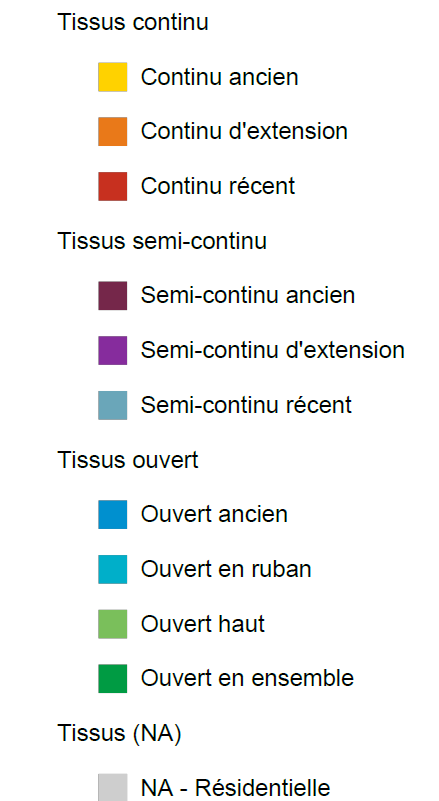 Tissus continu
Continu ancien
Continu d'extension
Continu récent
Tissus semi-continu
Semi-continu ancien
Semi-continu d'extension
Semi-continu récent
Tissus ouvert
Ouvert ancien
Ouvert en ruban
Ouvert haut
Ouvert en ensemble
Tissus (NA)
NA - Résidentielle